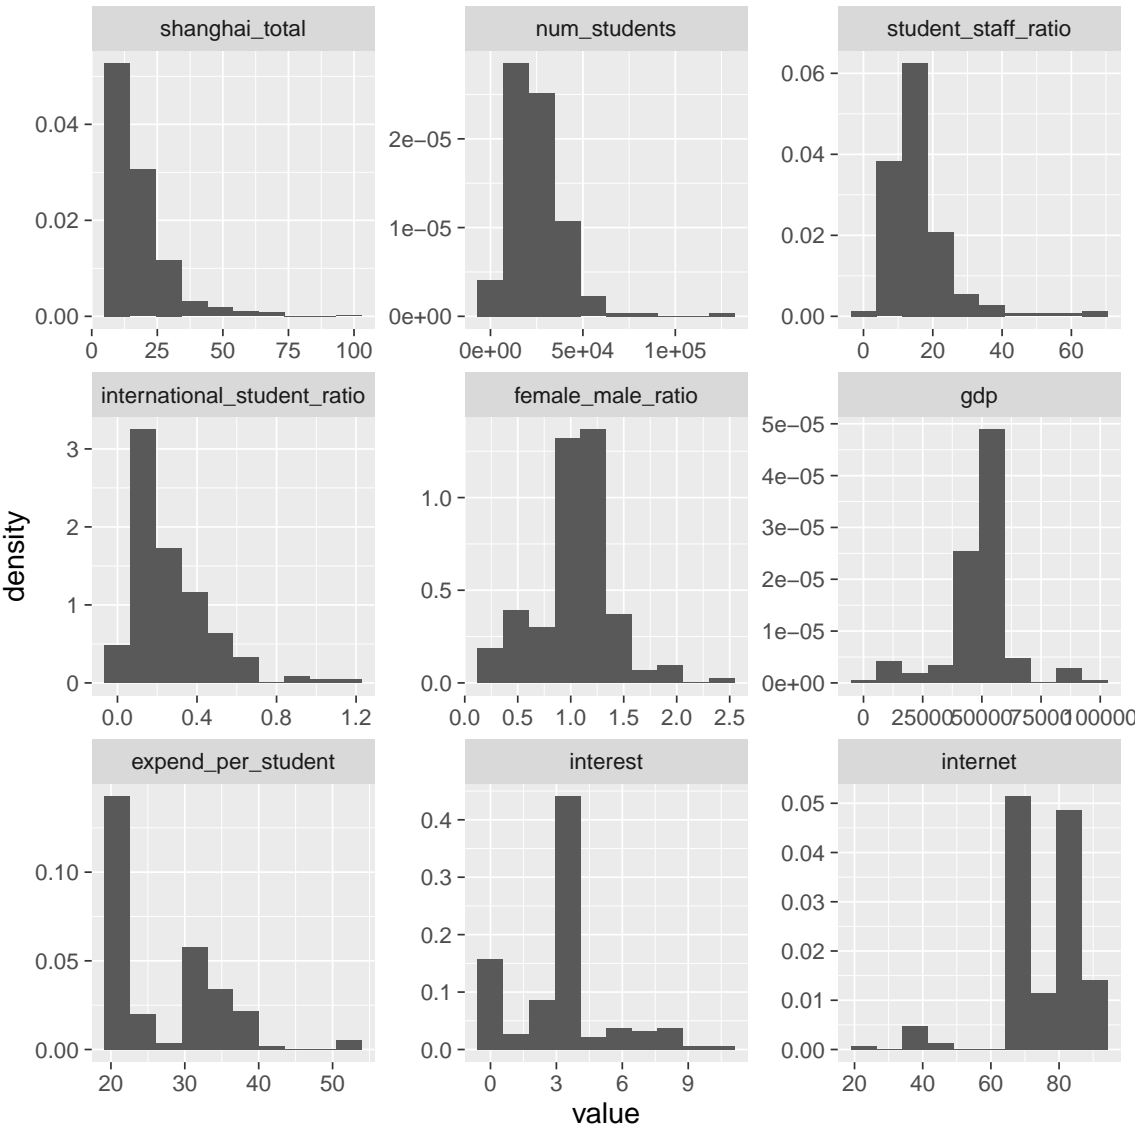 shanghai_total num_students student_staff_ratio
0.04
0.02
0.00
0 25 50 75 100
2e−05
1e−05
0e+00
0e+00 5e+04 1e+05
0.06
0.04
0.02
0.00
0 20 40 60
international_student_ratio female_male_ratio gdp
3
2
1
0
0.0 0.4 0.8 1.2
1.0
0.5
0.0
0.0 0.5 1.0 1.5 2.0 2.5
5e−05
4e−05
3e−05
2e−05
1e−05
0e+00
0 25000 50000 75000 100000
expend_per_student interest internet
0.10
0.05
0.00
20 30 40 50
0.4
0.3
0.2
0.1
0.0
0 3 6 9
0.05
0.04
0.03
0.02
0.01
0.00
20 40 60 80
density
value